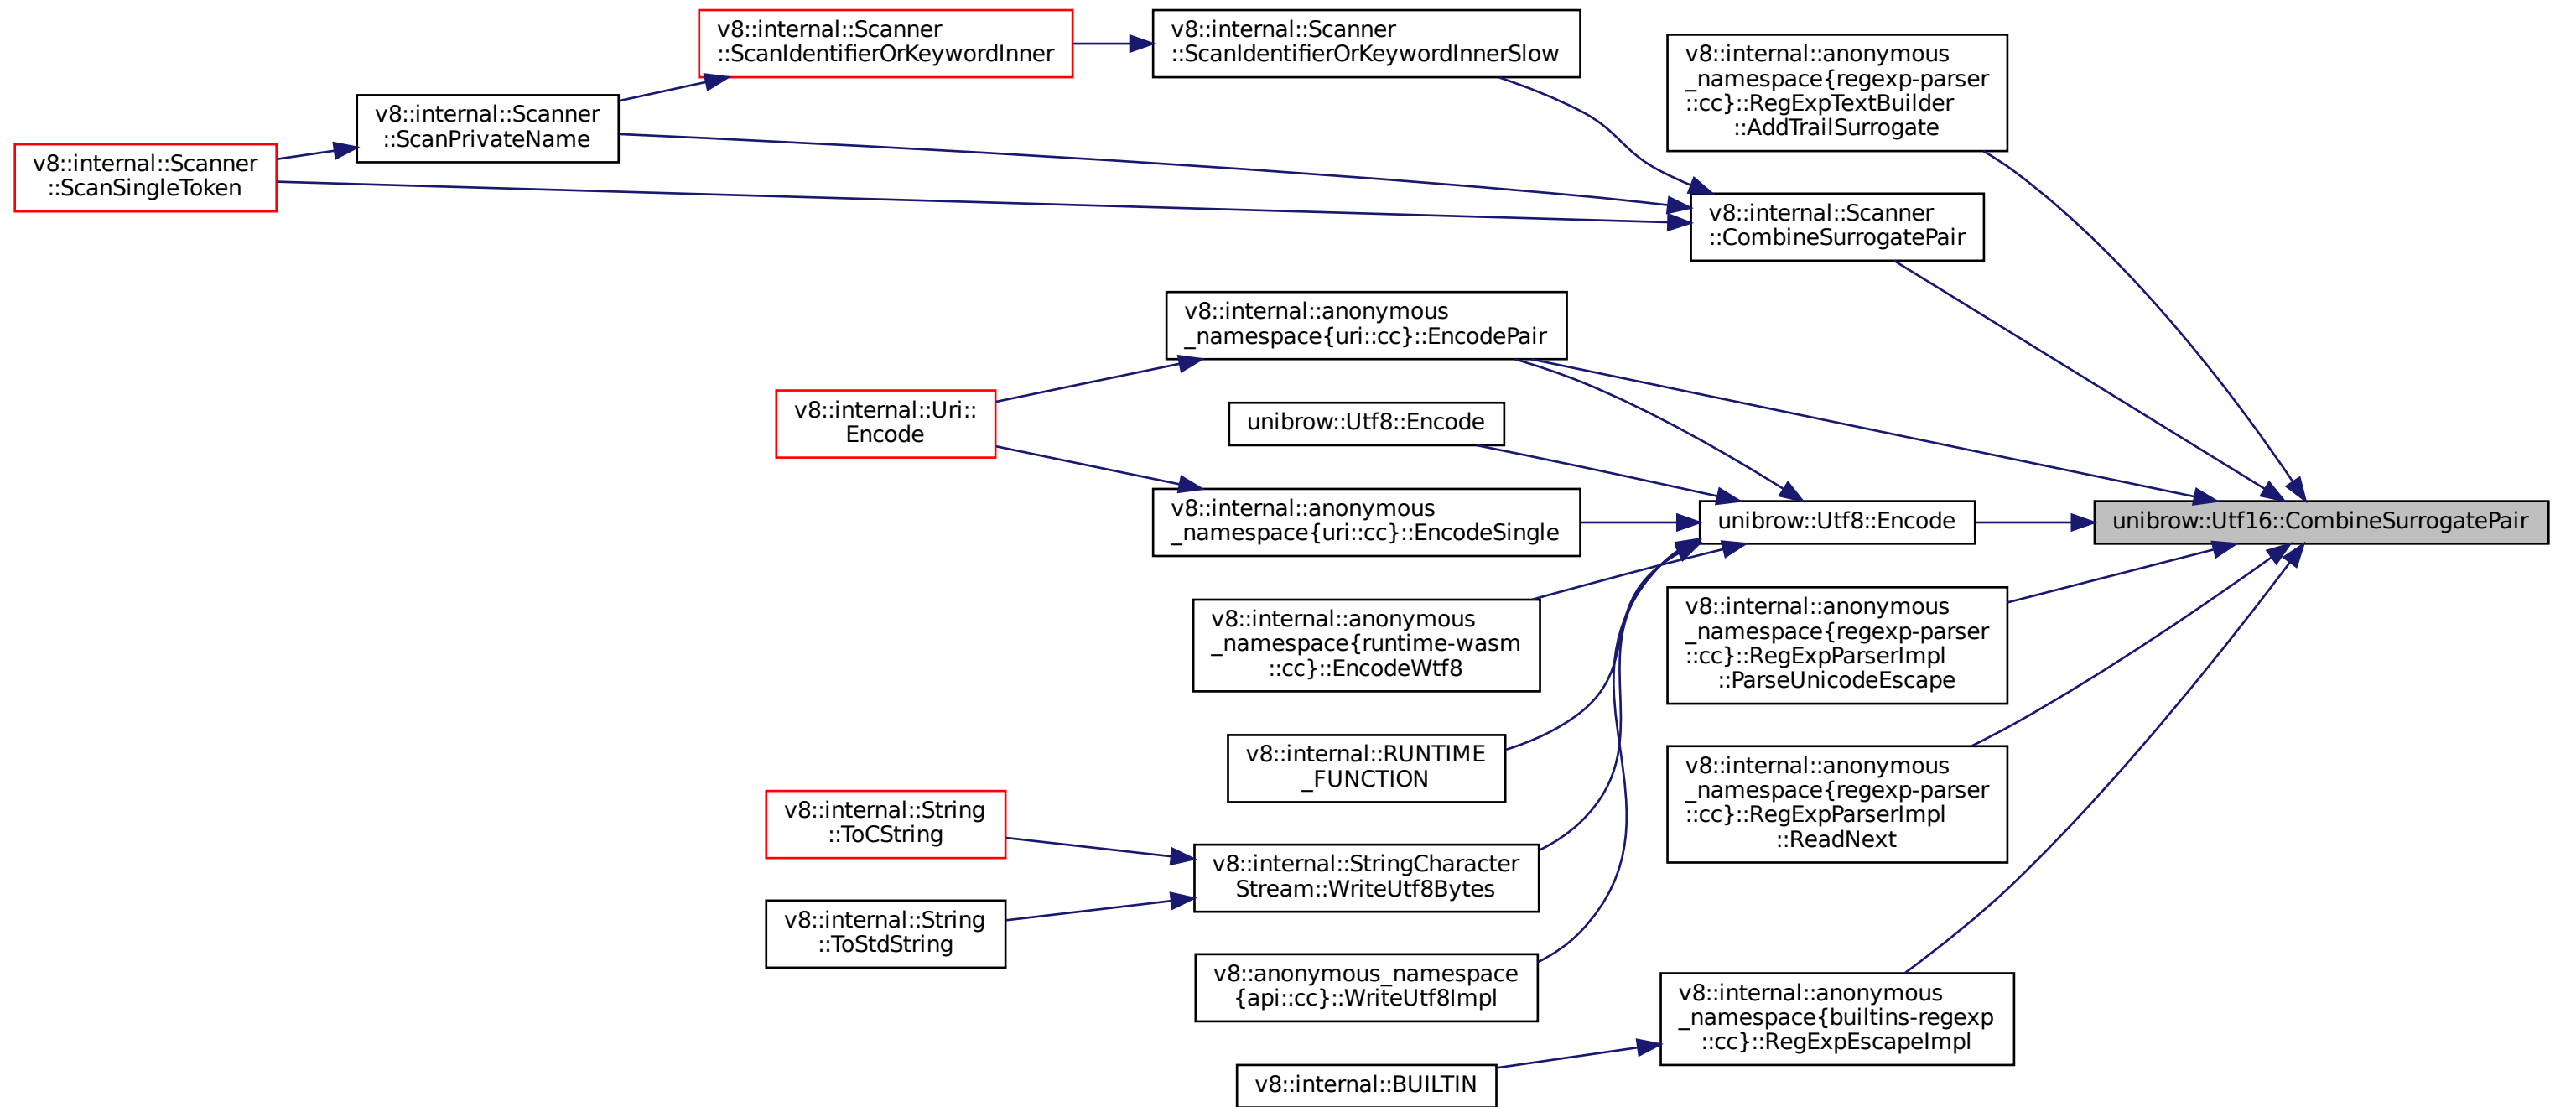 v8::internal::Scanner
::ScanIdentifierOrKeywordInner
v8::internal::Scanner
::ScanIdentifierOrKeywordInnerSlow
v8::internal::anonymous
_namespace{regexp-parser
::cc}::RegExpTextBuilder
::AddTrailSurrogate
v8::internal::Scanner
::ScanPrivateName
v8::internal::Scanner
::ScanSingleToken
v8::internal::Scanner
::CombineSurrogatePair
v8::internal::anonymous
_namespace{uri::cc}::EncodePair
v8::internal::Uri::
Encode
unibrow::Utf8::Encode
v8::internal::anonymous
_namespace{uri::cc}::EncodeSingle
unibrow::Utf8::Encode
unibrow::Utf16::CombineSurrogatePair
v8::internal::anonymous
_namespace{runtime-wasm
::cc}::EncodeWtf8
v8::internal::anonymous
_namespace{regexp-parser
::cc}::RegExpParserImpl
::ParseUnicodeEscape
v8::internal::RUNTIME
_FUNCTION
v8::internal::anonymous
_namespace{regexp-parser
::cc}::RegExpParserImpl
::ReadNext
v8::internal::String
::ToCString
v8::internal::StringCharacter
Stream::WriteUtf8Bytes
v8::internal::String
::ToStdString
v8::anonymous_namespace
{api::cc}::WriteUtf8Impl
v8::internal::anonymous
_namespace{builtins-regexp
::cc}::RegExpEscapeImpl
v8::internal::BUILTIN